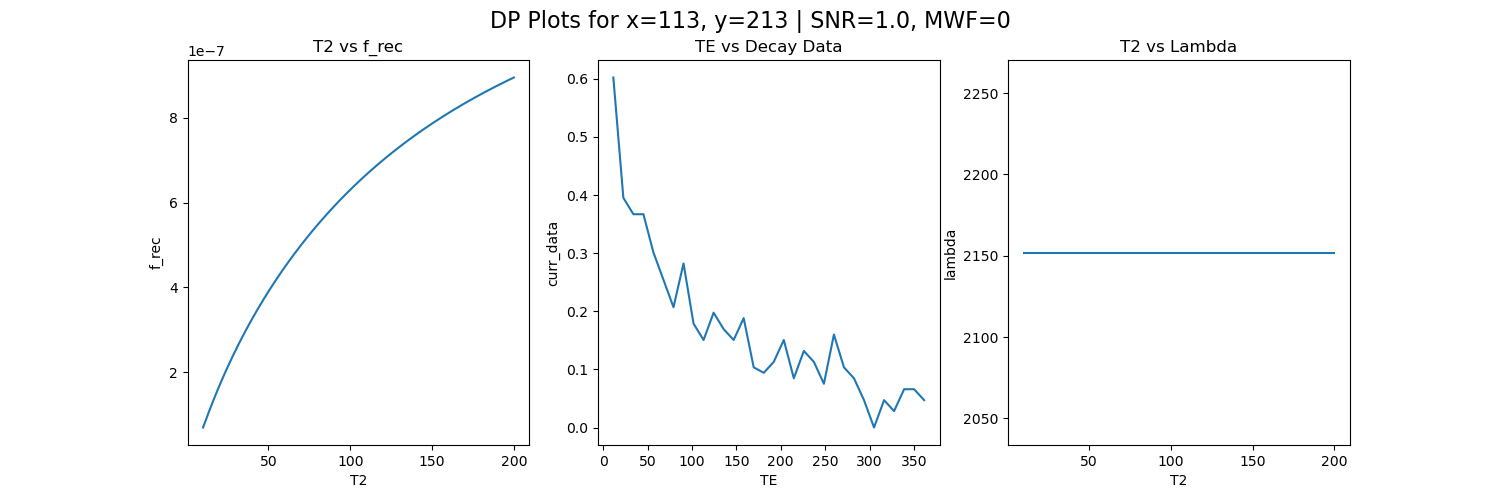 DP Plots for x=113, y=213 | SNR=1.0, MWF=0
T2 vs f_rec
1e−7
8
6
4
2
f_rec
50 100 150 200
T2
TE vs Decay Data
0.6
0.5
0.4
0.3
0.2
0.1
0.0
curr_data
0 50 100 150 200 250 300 350
TE
T2 vs Lambda
2250
2200
2150
2100
2050
lambda
50 100 150 200
T2